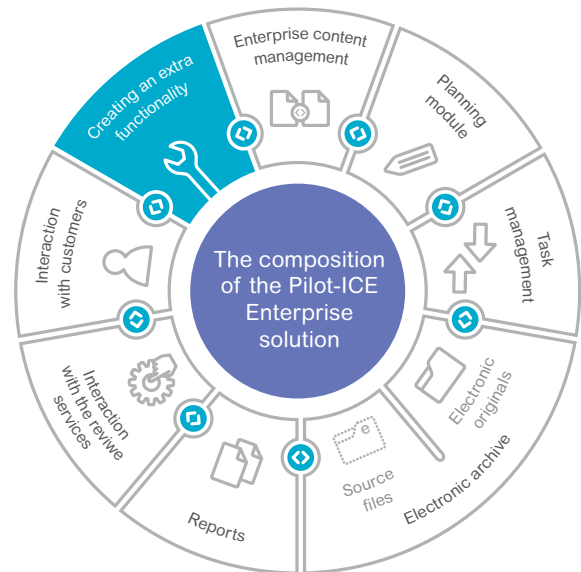 Creating an extra
functionality
Enterprise content
management
Planning
module
Task
management
Electronic
originals
Electronic archive
e
Source
files
Reports
Interaction
with the reviwe
services
Interaction
with customers
The composition
of the Pilot-ICE
Enterprise
solution